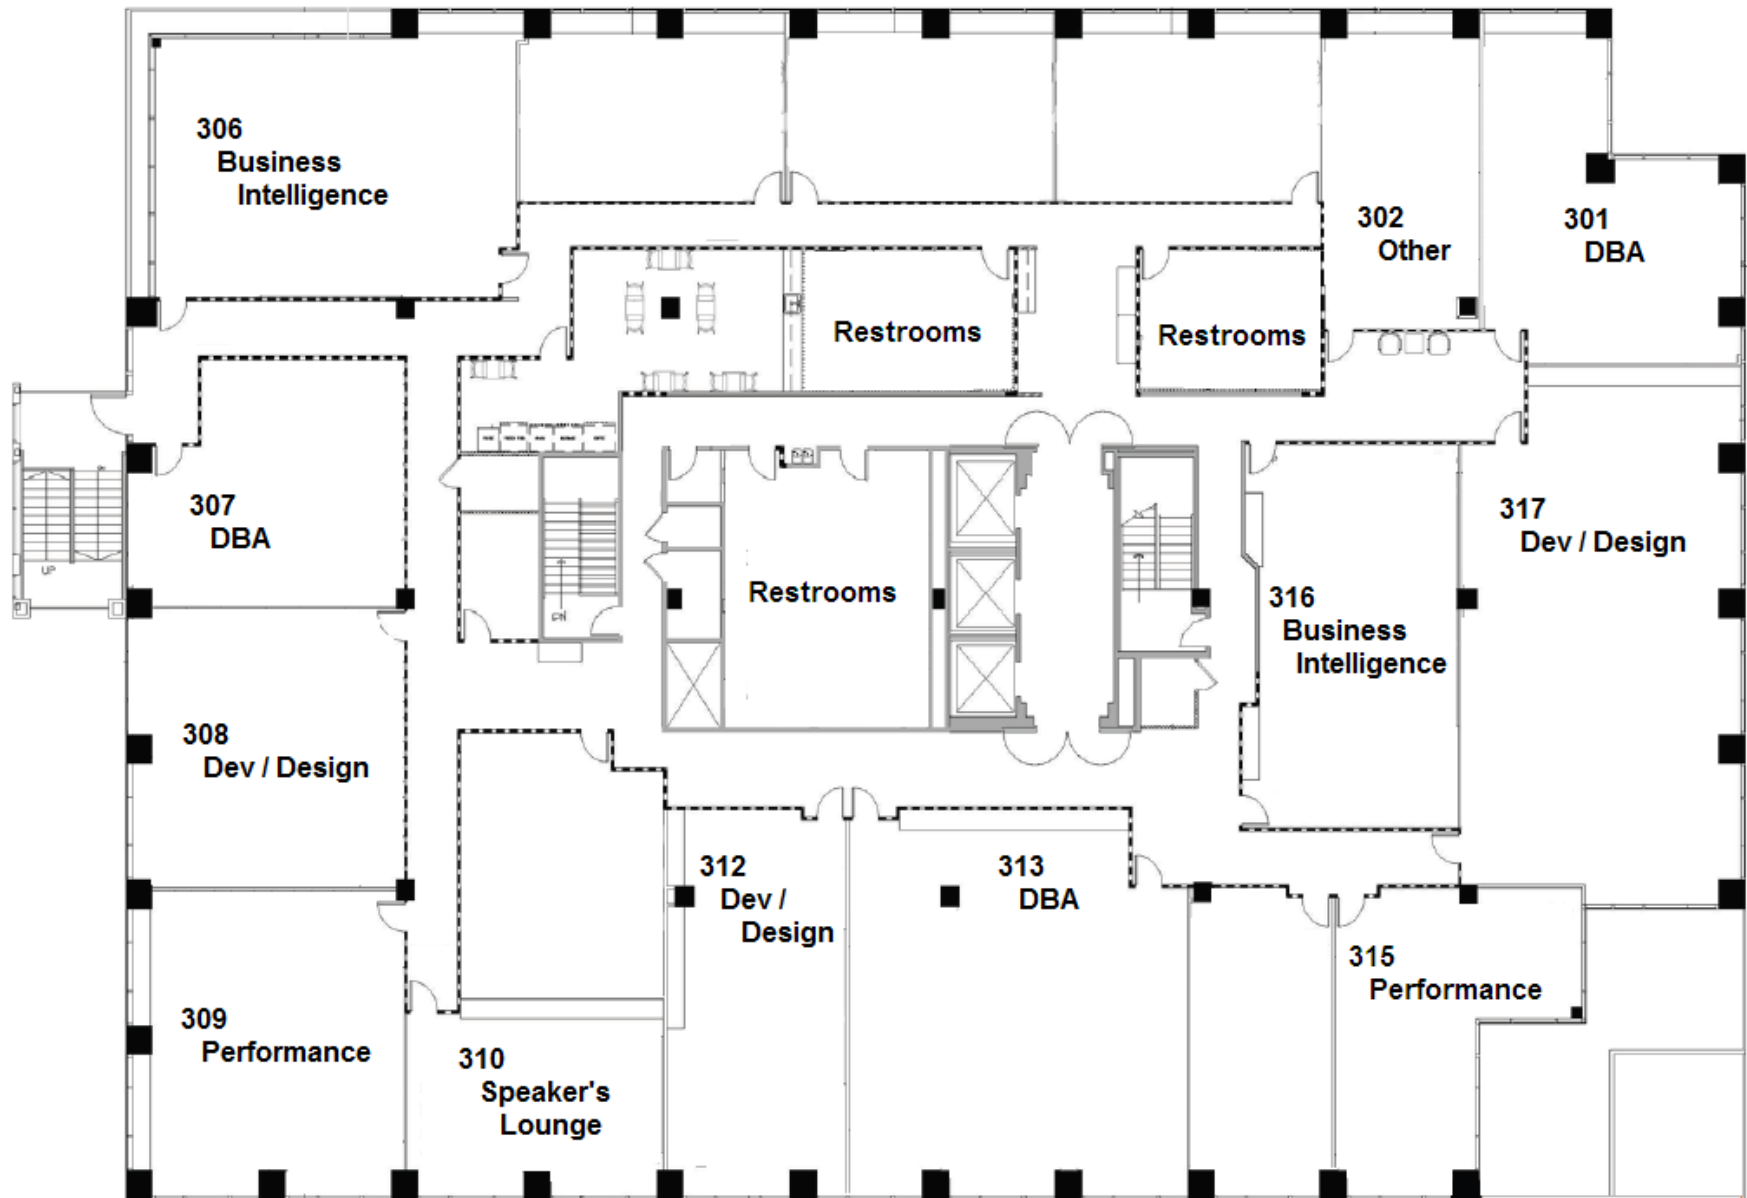 306
Business
Intelligence
302
Other
301
DBA
Restrooms
Restrooms
307
DBA
317
Dev / Design
UP
Restrooms
316
Business
Intelligence
308
Dev / Design
312
Dev /
Design
313
DBA
315
Performance
309
Performance
310
Speaker's
Lounge